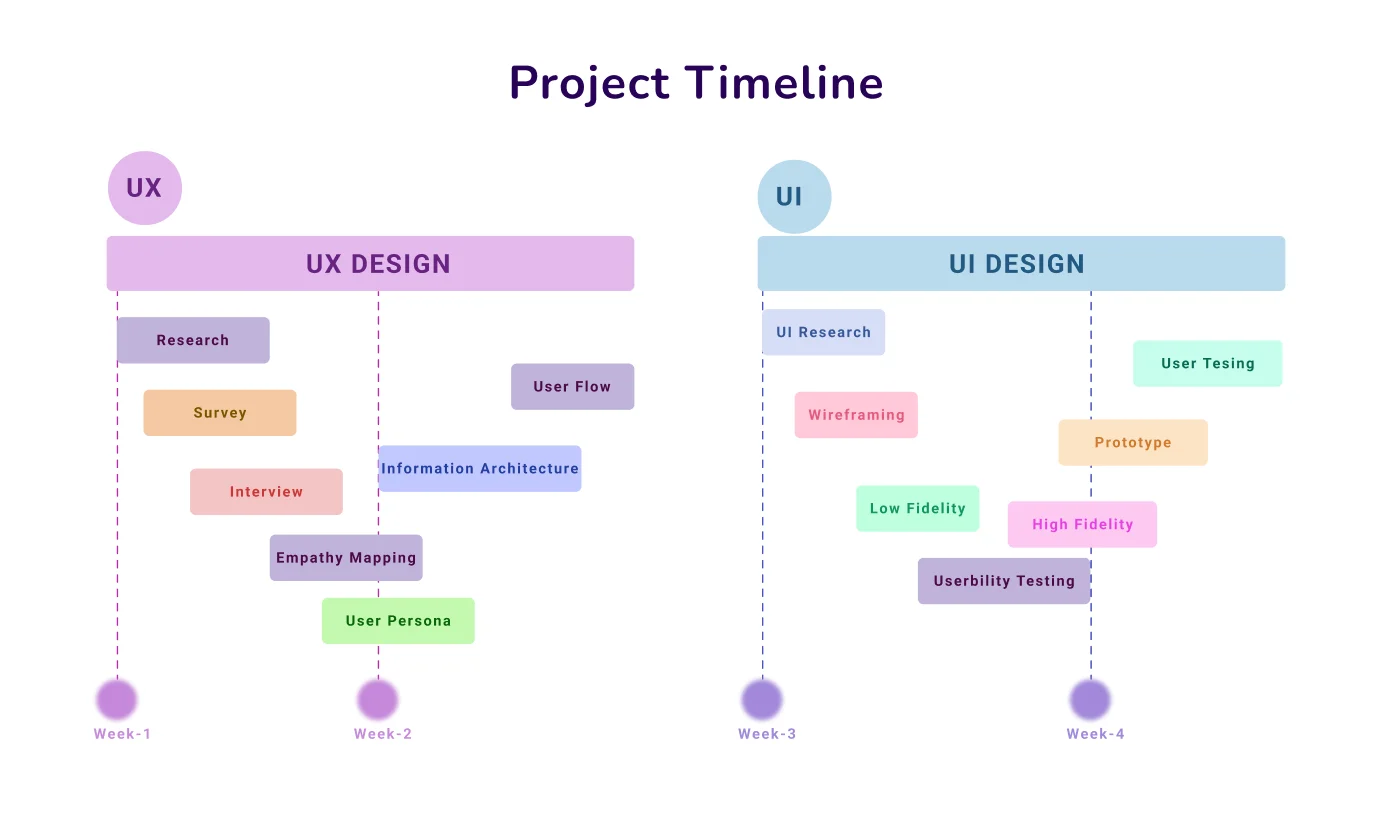 Project Timeline
UX
UX DESIGN
Research
Survey
Interview
Empathy Mapping
User Persona
Information Architecture
User Flow
Week-1
Week-2
UI
UI DESIGN
UI Research
Wireframing
Low Fidelity
Userbility Testing
High Fidelity
Prototype
User Tesing
Week-3
Week-4